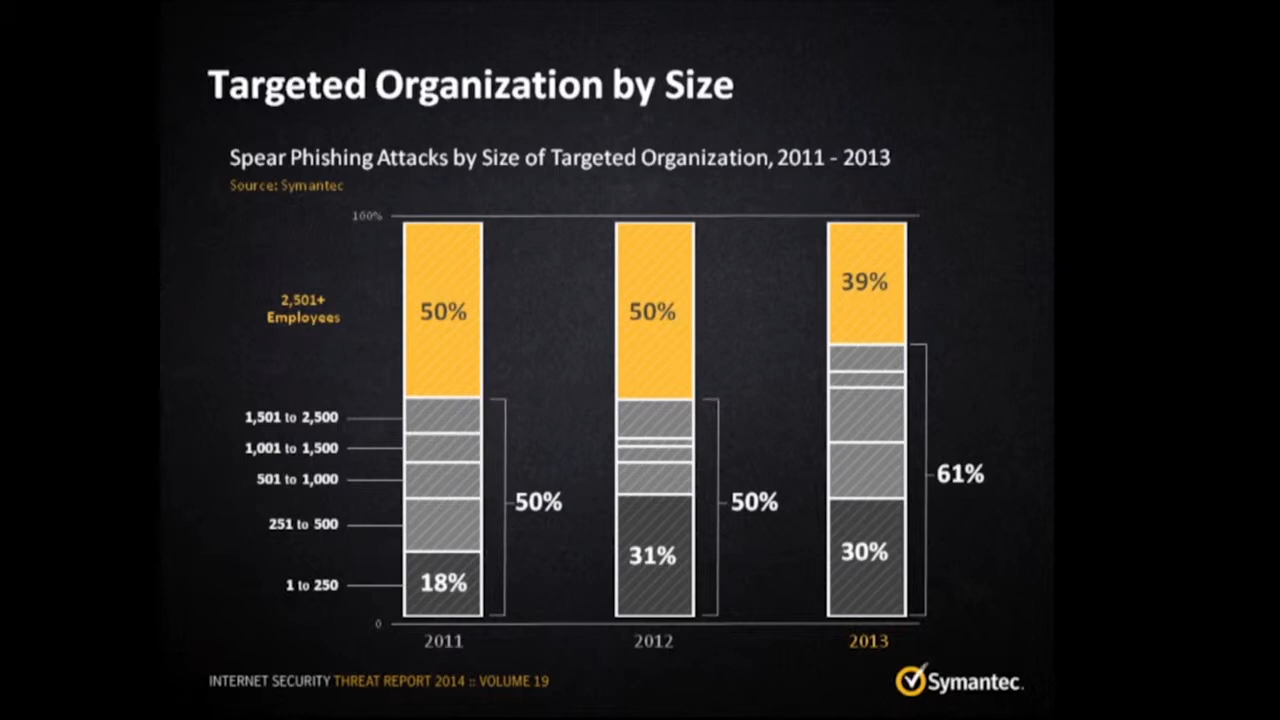 Targeted Organization by Size
Spear Phishing Attacks by Size of Targeted Organization, 2011 - 2013
Source: Symantec
100%
2,501+
Employees
50%
50%
39%
1,501 to 2,500
1,001 to 1,500
501 to 1,000
251 to 500
1 to 250
50%
50%
61%
18%
31%
30%
0
2011
2012
2013
INTERNET SECURITY THREAT REPORT 2014 :: VOLUME 19
Symantec.